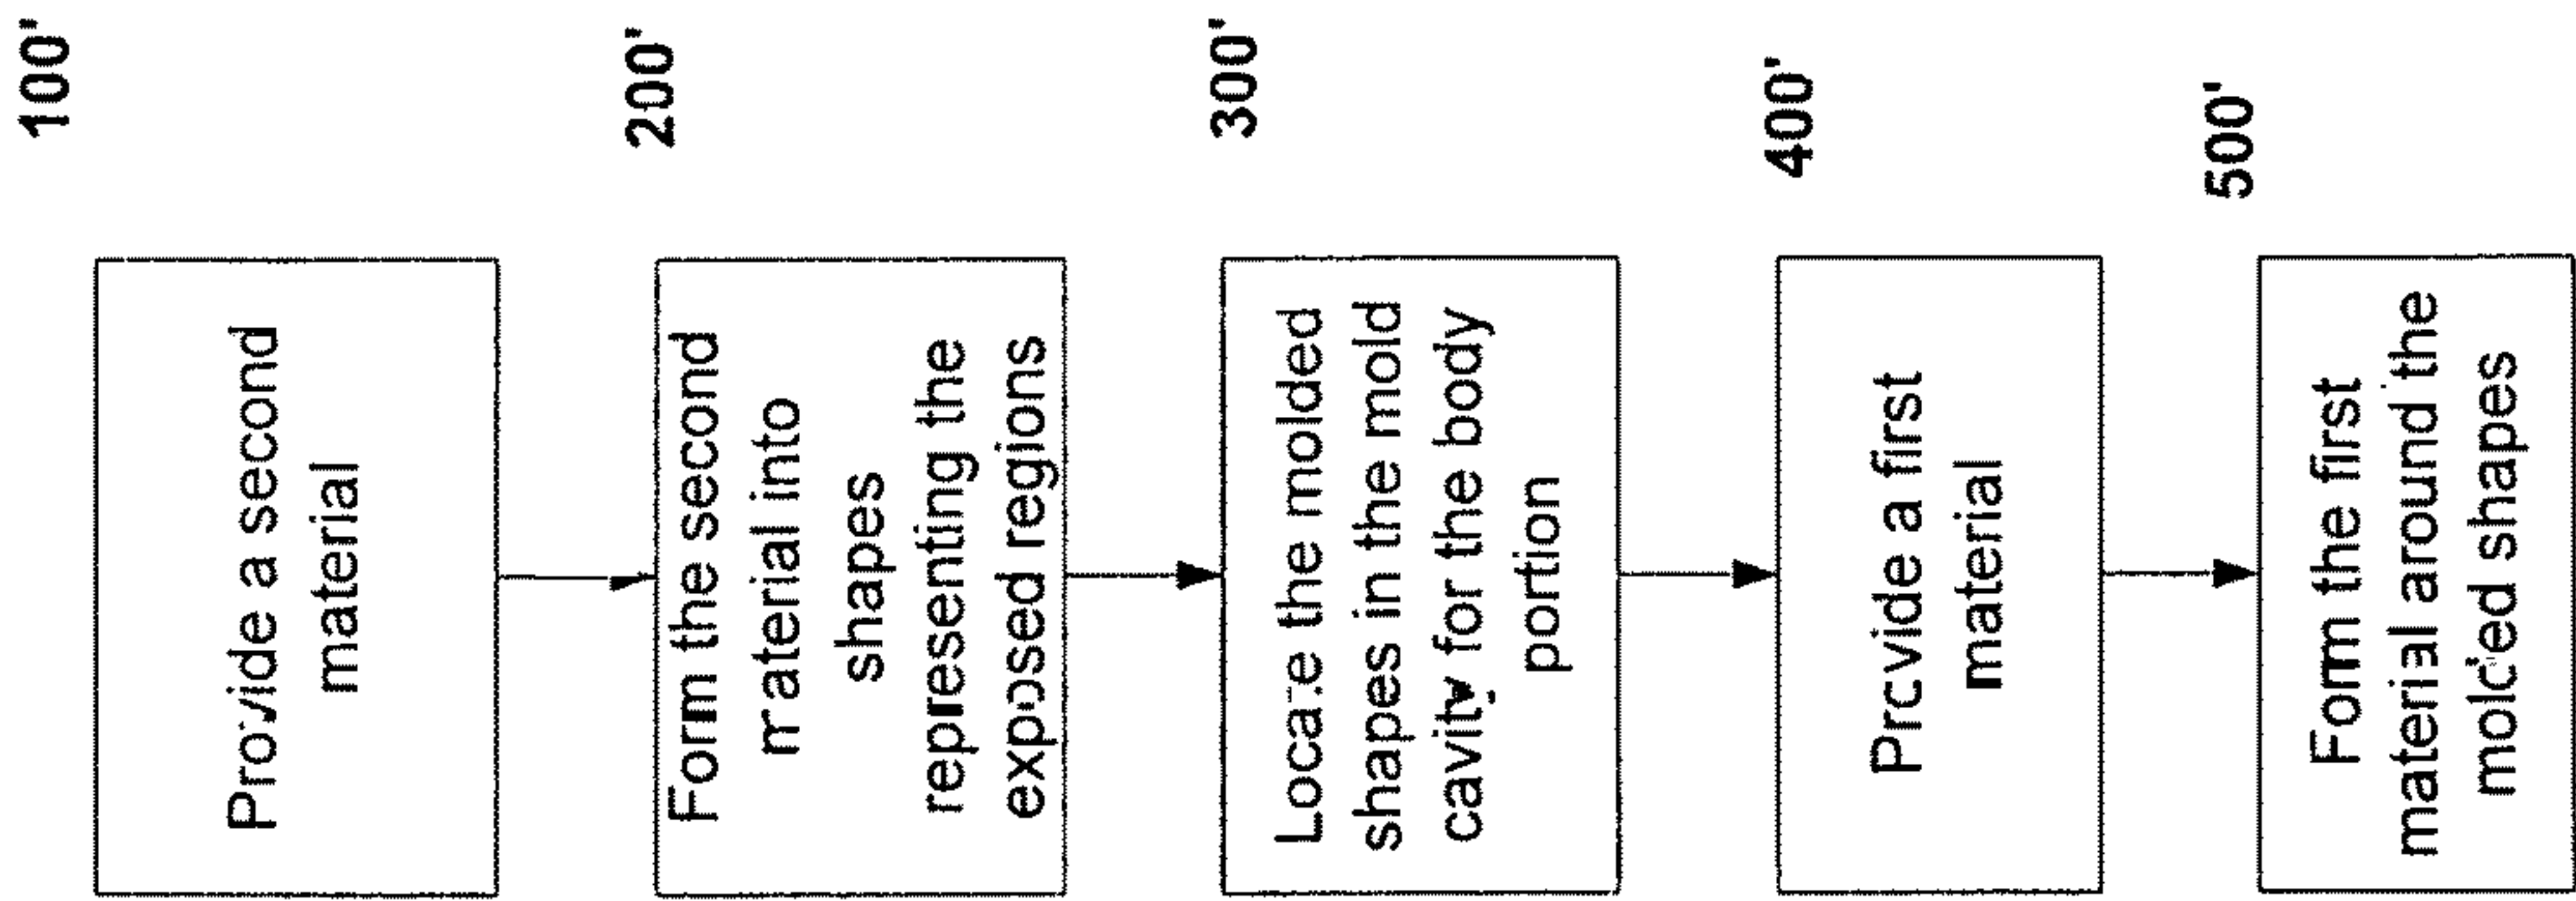 100'
Provide a second
material
200'
Form the second
material into
shapes
representing the
exposed regions
300'
Locate the molded
shapes in the mold
cavity for the body
portion
400'
Provide a first
material
500'
Form the first
material around the
molded shapes